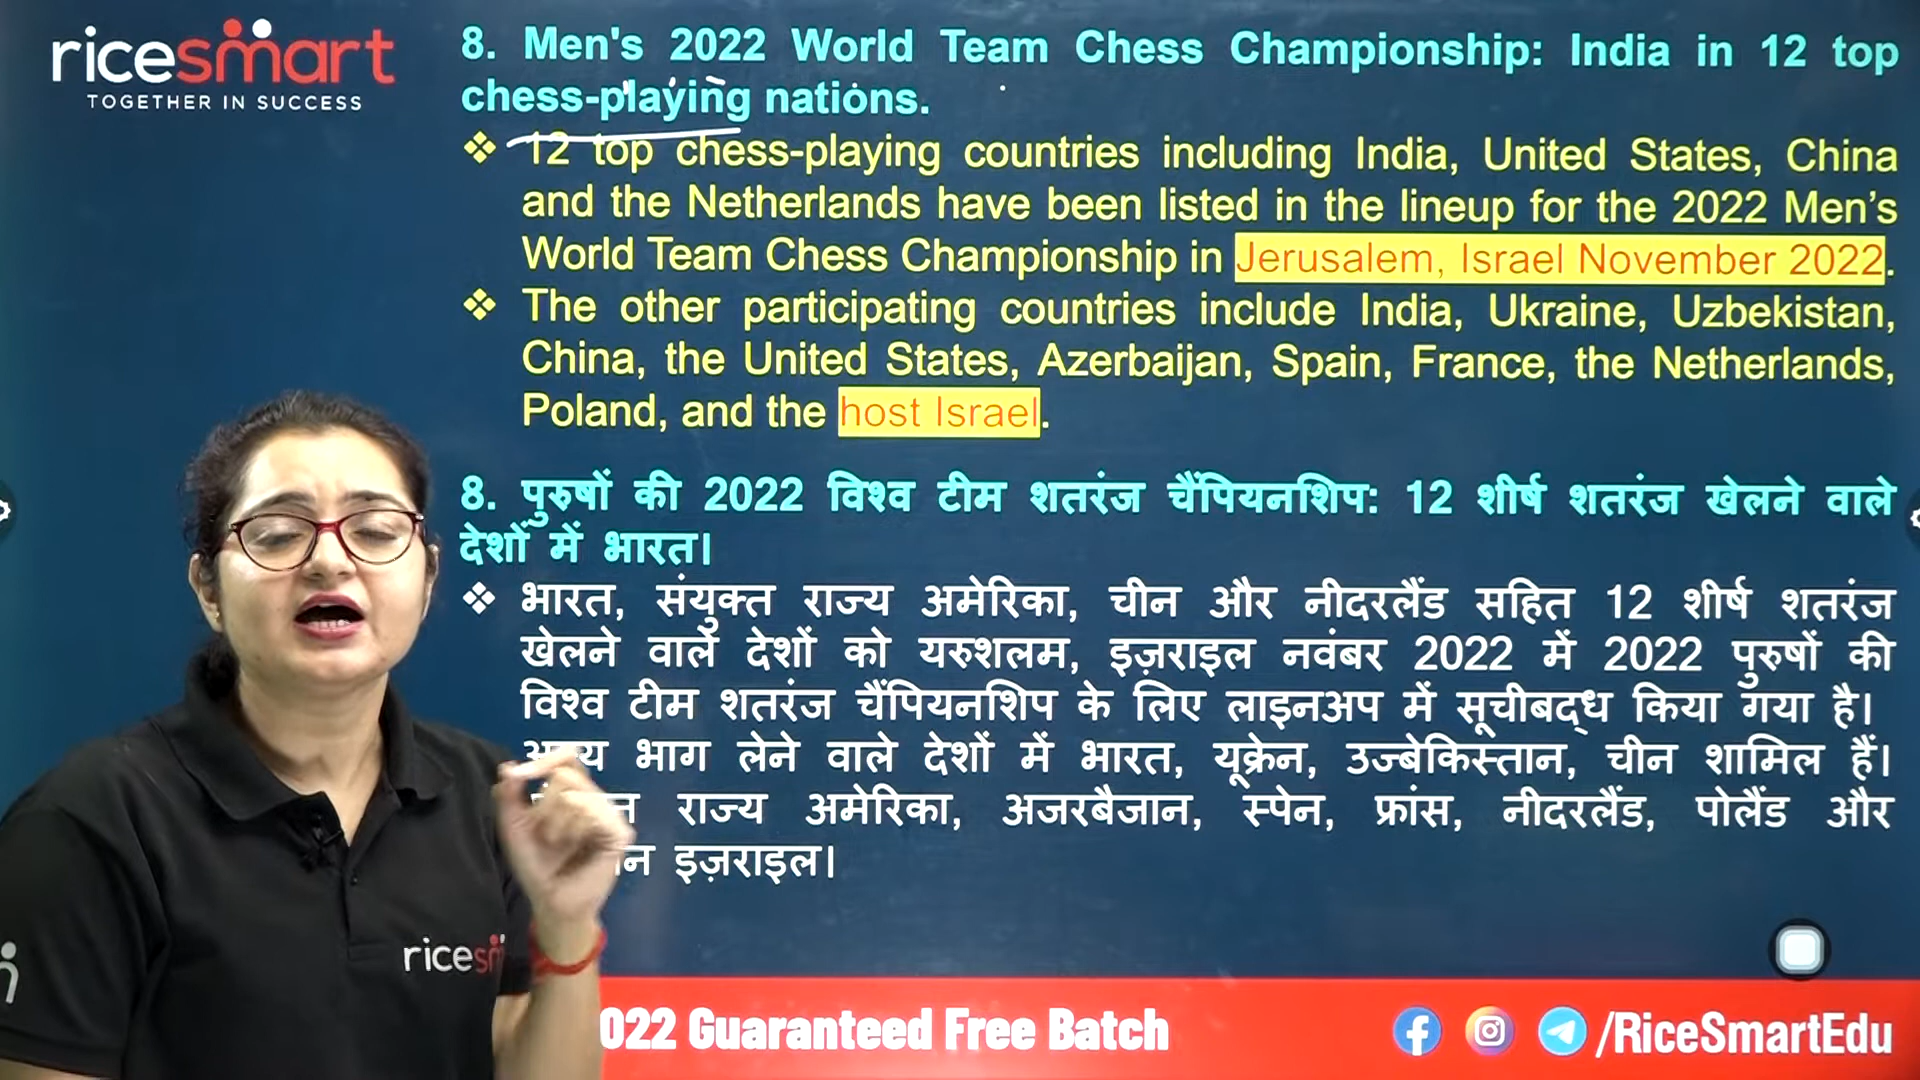 ricesmart
TOGETHER IN SUCCESS
8. Men's 2022 World Team Chess Championship: India in 12 top
chess-playing nations.
❖ 12 top chess-playing countries including India, United States, China
and the Netherlands have been listed in the lineup for the 2022 Men’s
World Team Chess Championship in Jerusalem, Israel November 2022.
❖ The other participating countries include India, Ukraine, Uzbekistan,
China, the United States, Azerbaijan, Spain, France, the Netherlands,
Poland, and the host Israel.
8. पुरुषों की 2022 विश्व टीम शतरंज चैंपियनशिप: 12 शीर्ष शतरंज खेलने वाले
देशों में भारत।
❖ भारत, संयुक्त राज्य अमेरिका, चीन और नीदरलैंड सहित 12 शीर्ष शतरंज
खेलने वाले देशों को यरुशलम, इज़राइल नवंबर 2022 में 2022 पुरुषों की
विश्व टीम शतरंज चैंपियनशिप के लिए लाइनअप में सूचीबद्ध किया गया है।
भाग लेने वाले देशों में भारत, यूक्रेन, उज्बेकिस्तान, चीन शामिल हैं।
राज्य अमेरिका, अजरबैजान, स्पेन, फ्रांस, नीदरलैंड, पोलैंड और
इज़राइल।
022 Guaranteed Free Batch
/RiceSmartEdu